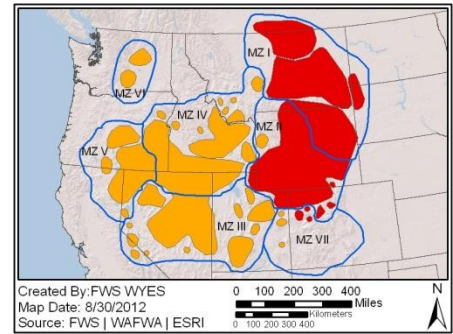 MZ I
MZ VI
MZ IV
MZ II
MZ V
MZ III
MZ VII
Created By:FWS WYES
Map Date: 8/30/2012
Source: FWS | WAFWA | ESRI
0 100 200 300 400
Miles
Kilometers
0 100 200 300 400
N